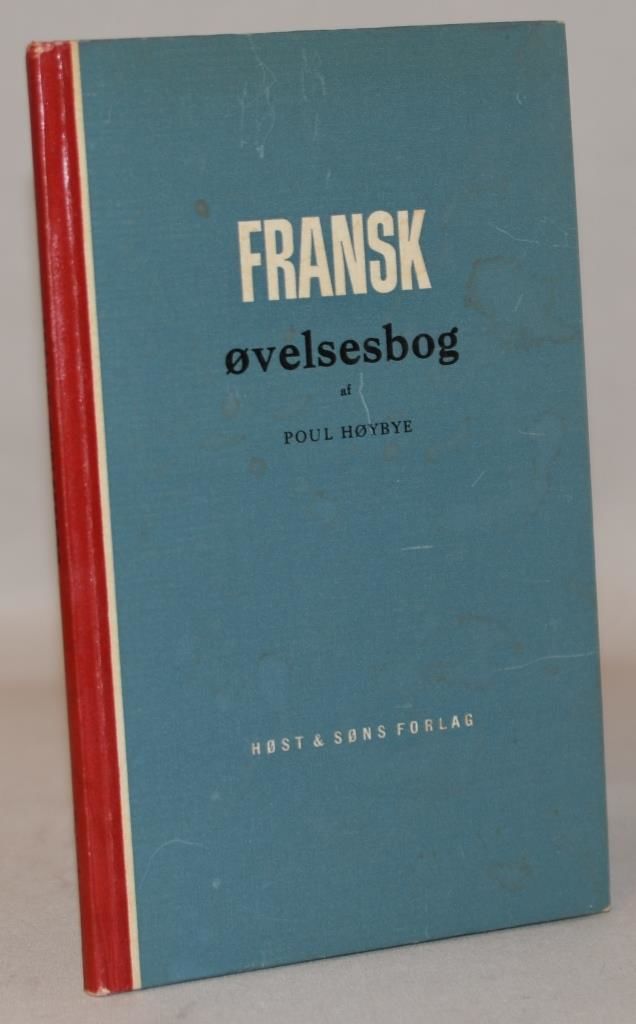 FRANSK
øvelsesbog
af
POUL HØYBYE
HØST & SØNS FORLAG